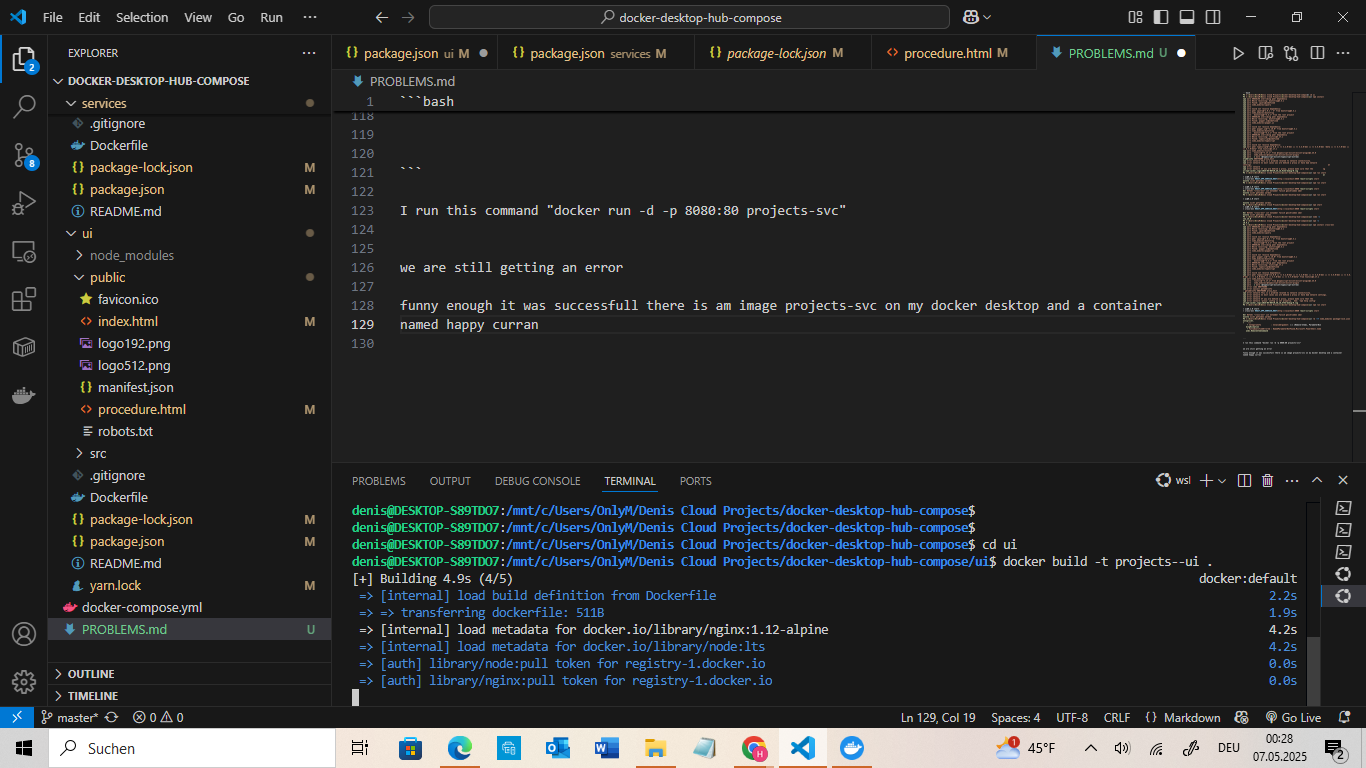 File Edit Selection View Go Run ··· docker-desktop-hub-compose
EXPLORER
2
DOCKER-DESKTOP-HUB-COMPOSE
services
.gitignore
Dockerfile
package-lock.json M
package.json M
README.md
ui
node_modules
public
favicon.ico
index.html M
logo192.png
logo512.png
manifest.json
procedure.html M
robots.txt
src
.gitignore
Dockerfile
package-lock.json M
package.json M
README.md
yarn.lock
docker-compose.yml
PROBLEMS.md U
OUTLINE
TIMELINE
8
package.json ui M
package.json services M
package-lock.json M
procedure.html M
PROBLEMS.md U
PROBLEMS.md
1 ```bash
118
119
120
121 ```
122
123 I run this command "docker run -d -p 8080:80 projects-svc"
124
125
126 we are still getting an error
127
128 funny enough it was successfull there is am image projects-svc on my docker desktop and a container
129 named happy curran
130
PROBLEMS OUTPUT DEBUG CONSOLE TERMINAL PORTS wsl
denis@DESKTOP-S89TDO7:/mnt/c/Users/OnlyM/Denis Cloud Projects/docker-desktop-hub-compose$
denis@DESKTOP-S89TDO7:/mnt/c/Users/OnlyM/Denis Cloud Projects/docker-desktop-hub-compose$
denis@DESKTOP-S89TDO7:/mnt/c/Users/OnlyM/Denis Cloud Projects/docker-desktop-hub-compose$ cd ui
denis@DESKTOP-S89TDO7:/mnt/c/Users/OnlyM/Denis Cloud Projects/docker-desktop-hub-compose/ui$ docker build -t projects--ui .
[+] Building 4.9s (4/5) docker:default
=> [internal] load build definition from Dockerfile 2.2s
=> => transferring dockerfile: 511B 1.9s
=> [internal] load metadata for docker.io/library/nginx:1.12-alpine 4.2s
=> [internal] load metadata for docker.io/library/node:lts 4.2s
=> [auth] library/node:pull token for registry-1.docker.io 0.0s
=> [auth] library/nginx:pull token for registry-1.docker.io 0.0s
master* 0 0 Ln 129, Col 19 Spaces: 4 UTF-8 CRLF {} Markdown Go Live
Suchen
1
45°F DEU
00:28
07.05.2025
2